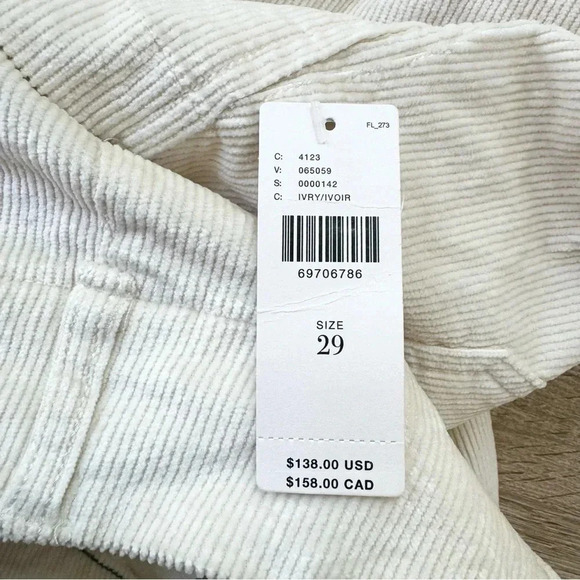 FL_273
C: 4123
V: 065059
S: 0000142
C: IVRY/IVOIR
69706786
SIZE
29
$138.00 USD
$158.00 CAD